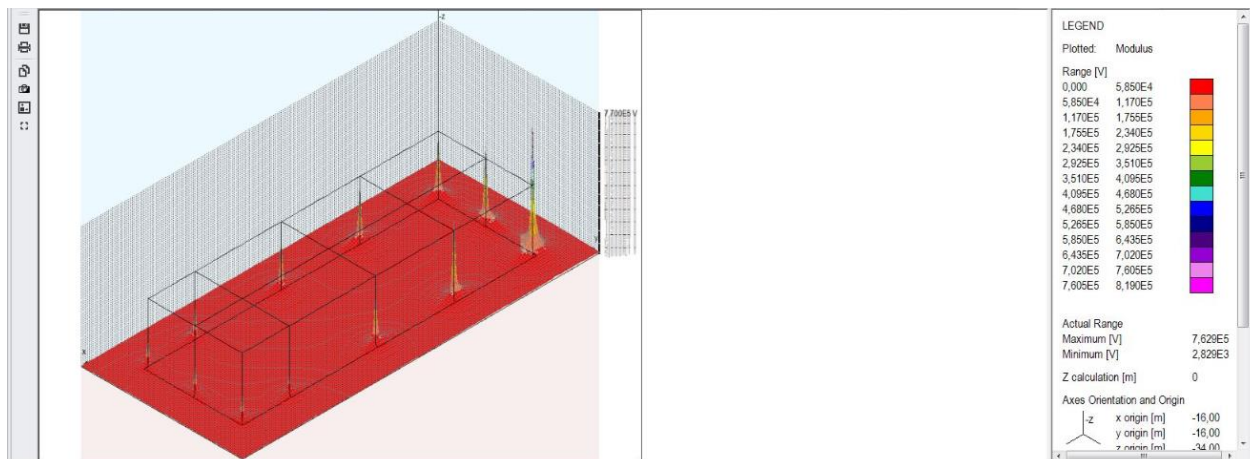 -Z
7,700E5 V
X
LEGEND
Plotted: Modulus
Range [V]
0,000 5,850E4
5,850E4 1,170E5
1,170E5 1,755E5
1,755E5 2,340E5
2,340E5 2,925E5
2,925E5 3,510E5
3,510E5 4,095E5
4,095E5 4,680E5
4,680E5 5,265E5
5,265E5 5,850E5
5,850E5 6,435E5
6,435E5 7,020E5
7,020E5 7,605E5
7,605E5 8,190E5
Actual Range
Maximum [V] 7,629E5
Minimum [V] 2,829E3
Z calculation [m] 0
Axes Orientation and Origin
-Z
x origin [m] -16,00
y origin [m] -16,00
z origin [m] -34,00